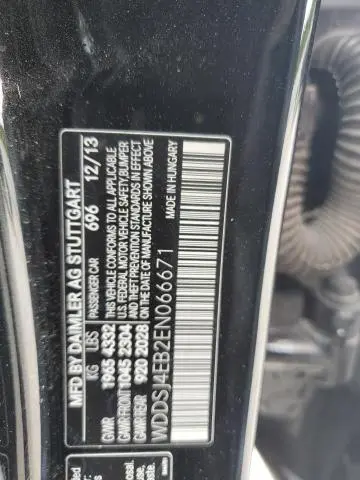 MFD BY DAIMLER AG STUTTGART
PASSENGER CAR 696 12/13
KG LBS
GVWR 1965 4332
GAWR/FRONT 1045 2304
GAWR/REAR 920 2028
THIS VEHICLE CONFORMS TO ALL APPLICABLE
U.S. FEDERAL MOTOR VEHICLE SAFETY, BUMPER
AND THEFT PREVENTION STANDARDS IN EFFECT ON
THE DATE OF MANUFACTURE SHOWN ABOVE
WDDSJ4EB2EN066671
MADE IN HUNGARY